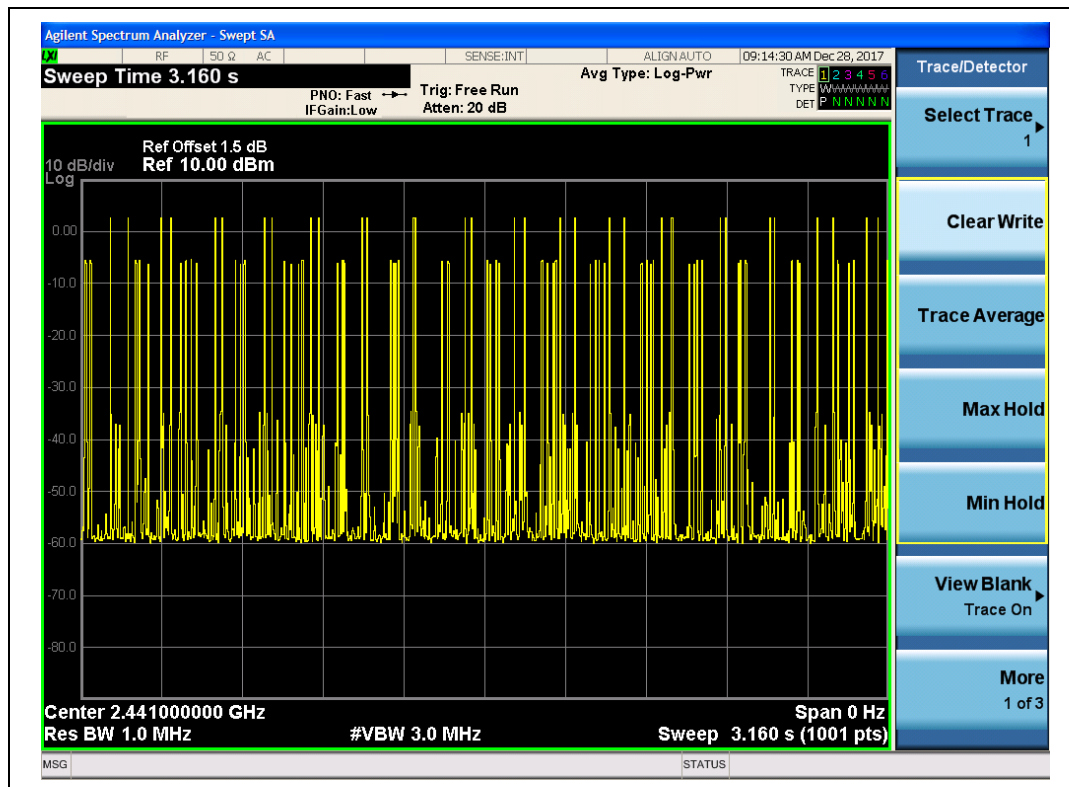 Agilent Spectrum Analyzer - Swept SA
LXI RF 50 Ω AC SENSE:INT ALIGN AUTO 09:14:30 AM Dec 28, 2017
Sweep Time 3.160 s
PNO: Fast
IFGain:Low
Trig: Free Run
Atten: 20 dB
Avg Type: Log-Pwr
TRACE 1 2 3 4 5 6
TYPE
DET P N N N N N
Ref Offset 1.5 dB
10 dB/div Ref 10.00 dBm
Log
0.00
-10.0
-20.0
-30.0
-40.0
-50.0
-60.0
-70.0
-80.0
Center 2.441000000 GHz Span 0 Hz
Res BW 1.0 MHz #VBW 3.0 MHz Sweep 3.160 s (1001 pts)
MSG STATUS
Trace/Detector
Select Trace
1
Clear Write
Trace Average
Max Hold
Min Hold
View Blank
Trace On
More
1 of 3